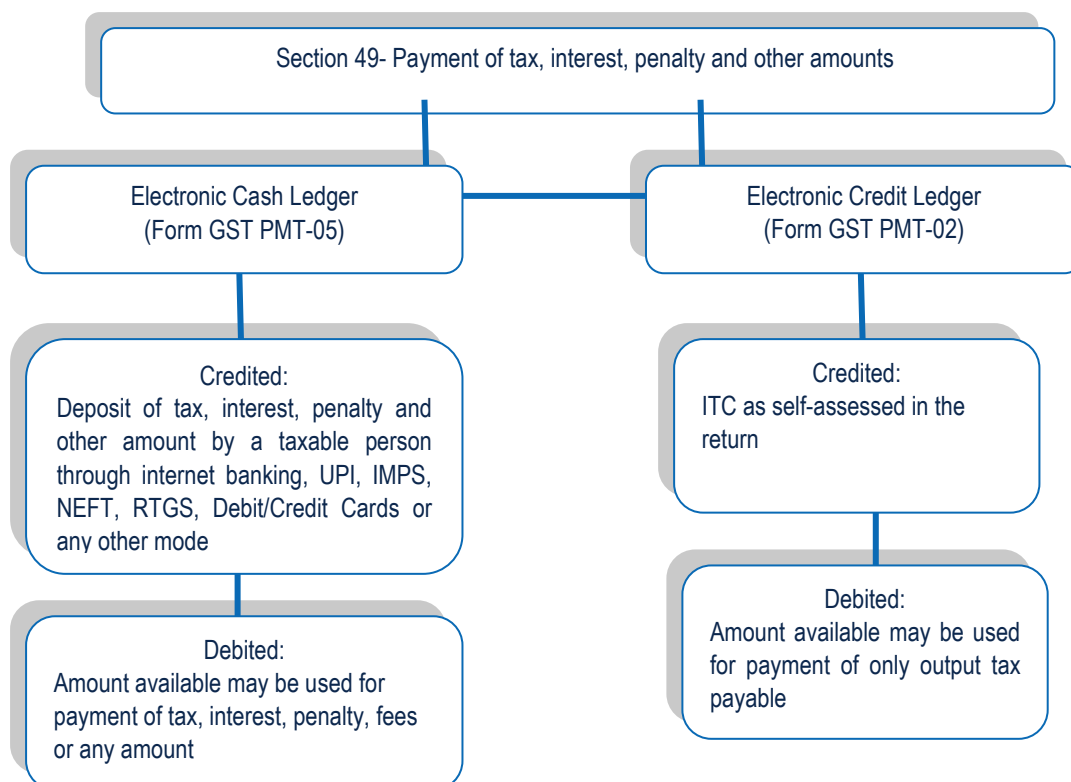 Section 49- Payment of tax, interest, penalty and other amounts
Electronic Cash Ledger
(Form GST PMT-05)
Electronic Credit Ledger
(Form GST PMT-02)
Credited:
Deposit of tax, interest, penalty and
other amount by a taxable person
through internet banking, UPI, IMPS,
NEFT, RTGS, Debit/Credit Cards or
any other mode
Credited:
ITC as self-assessed in the
return
Debited:
Amount available may be used for
payment of tax, interest, penalty, fees
or any amount
Debited:
Amount available may be used
for payment of only output tax
payable